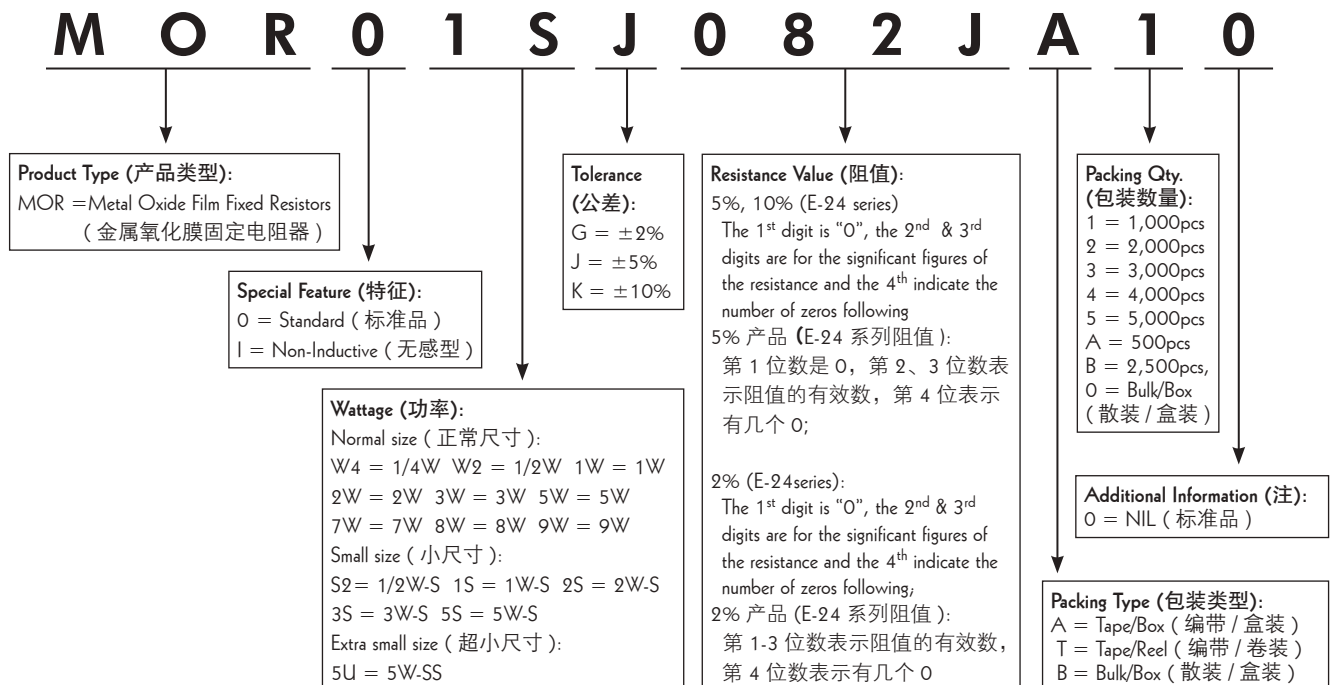 MOR01SJ082JA10
Product Type (产品类型):
MOR =Metal Oxide Film Fixed Resistors
( 金属氧化膜固定电阻器 )
Special Feature (特征):
0 = Standard ( 标准品 )
I = Non-Inductive ( 无感型 )
Wattage (功率):
Normal size ( 正常尺寸 ):
W4 = 1/4W W2 = 1/2W 1W = 1W
2W = 2W 3W = 3W 5W = 5W
7W = 7W 8W = 8W 9W = 9W
Small size ( 小尺寸 ):
S2= 1/2W-S 1S = 1W-S 2S = 2W-S
3S = 3W-S 5S = 5W-S
Extra small size ( 超小尺寸 ):
5U = 5W-SS
Tolerance
(公差):
G = ±2%
J = ±5%
K = ±10%
Resistance Value (阻值):
5%, 10% (E-24 series)
The 1st digit is “0”, the 2nd & 3rd
digits are for the significant figures of
the resistance and the 4th indicate the
number of zeros following
5% 产品 (E-24 系列阻值 ):
第 1 位数是 0，第 2、3 位数表
示阻值的有效数，第 4 位表示
有几个 0;
2% (E-24series):
The 1st digit is “0”, the 2nd & 3rd
digits are for the significant figures of
the resistance and the 4th indicate the
number of zeros following;
2% 产品 (E-24 系列阻值 ):
第 1-3 位数表示阻值的有效数，
第 4 位数表示有几个 0
Packing Qty.
(包装数量):
1 = 1,000pcs
2 = 2,000pcs
3 = 3,000pcs
4 = 4,000pcs
5 = 5,000pcs
A = 500pcs
B = 2,500pcs,
0 = Bulk/Box
( 散装 / 盒装 )
Additional Information (注):
0 = NIL ( 标准品 )
Packing Type (包装类型):
A = Tape/Box ( 编带 / 盒装 )
T = Tape/Reel ( 编带 / 卷装 )
B = Bulk/Box ( 散装 / 盒装 )